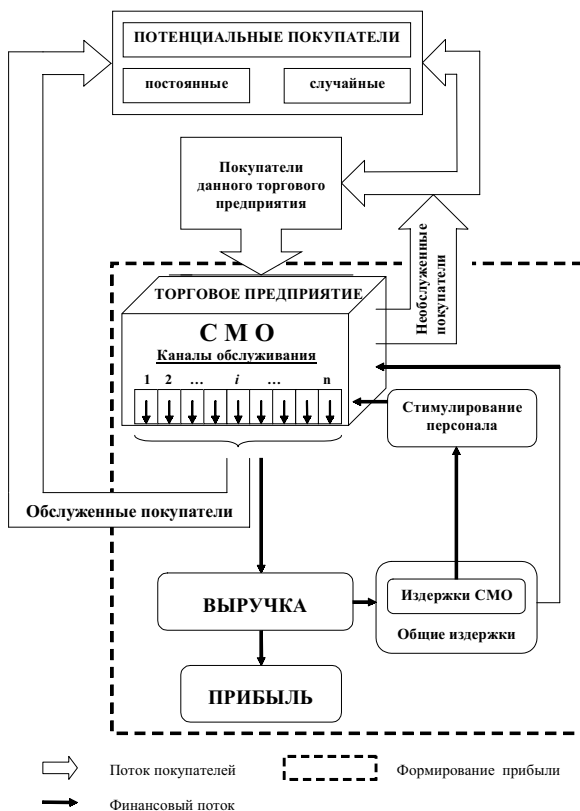 ПОТЕНЦИАЛЬНЫЕ ПОКУПАТЕЛИ
постоянные
случайные
Покупатели
данного торгового
предприятия
Необслуженные
покупатели
ТОРГОВОЕ ПРЕДПРИЯТИЕ
С М О
Каналы обслуживания
1 2 … i … n
Стимулирование
персонала
Обслуженные покупатели
ВЫРУЧКА
Издержки СМО
Общие издержки
ПРИБЫЛЬ
Поток покупателей
Формирование прибыли
Финансовый поток